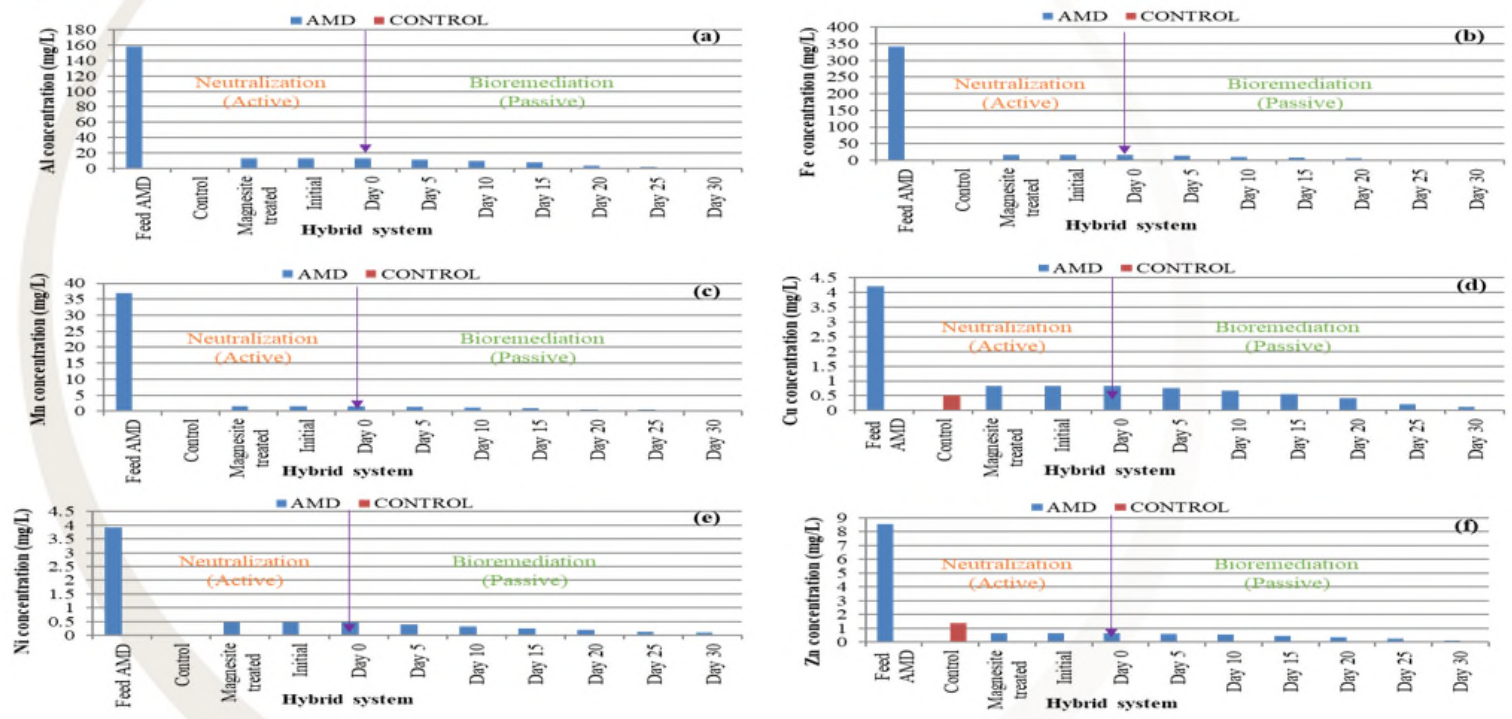 AMD CONTROL
(a)
Al concentration (mg/L)
180
160
140
120
100
80
60
40
20
0
Neutralization
(Active)
Bioremediation
(Passive)
Feed AMD
Control
Magnesite
treated
Initial
Day 0
Day 5
Day 10
Day 15
Day 20
Day 25
Day 30
Hybrid system
AMD CONTROL
(b)
Fe concentration (mg/L)
400
350
300
250
200
150
100
50
0
Neutralization
(Active)
Bioremediation
(Passive)
Feed AMD
Control
Magnesite
treated
Initial
Day 0
Day 5
Day 10
Day 15
Day 20
Day 25
Day 30
Hybrid system
AMD CONTROL
(c)
Mn concentration (mg/L)
40
35
30
25
20
15
10
5
0
Neutralization
(Active)
Bioremediation
(Passive)
Feed AMD
Control
Magnesite
treated
Initial
Day 0
Day 5
Day 10
Day 15
Day 20
Day 25
Day 30
Hybrid system
AMD CONTROL
(d)
Cu concentration (mg/L)
4.5
4
3.5
3
2.5
2
1.5
1
0.5
0
Neutralization
(Active)
Bioremediation
(Passive)
Feed
AMD
Control
Magnesite
treated
Initial
Day 0
Day 5
Day 10
Day 15
Day 20
Day 25
Day 30
Hybrid system
AMD CONTROL
(e)
Ni concentration (mg/L)
4.5
4
3.5
3
2.5
2
1.5
1
0.5
0
Neutralization
(Active)
Bioremediation
(Passive)
Feed AMD
Control
Magnesite
treated
Initial
Day 0
Day 5
Day 10
Day 15
Day 20
Day 25
Day 30
Hybrid system
AMD CONTROL
(f)
Zn concentration (mg/L)
9
8
7
6
5
4
3
2
1
0
Neutralization
(Active)
Bioremediation
(Passive)
Feed
AMD
Control
Magnesite
treated
Initial
Day 0
Day 5
Day 10
Day 15
Day 20
Day 25
Day 30
Hybrid system